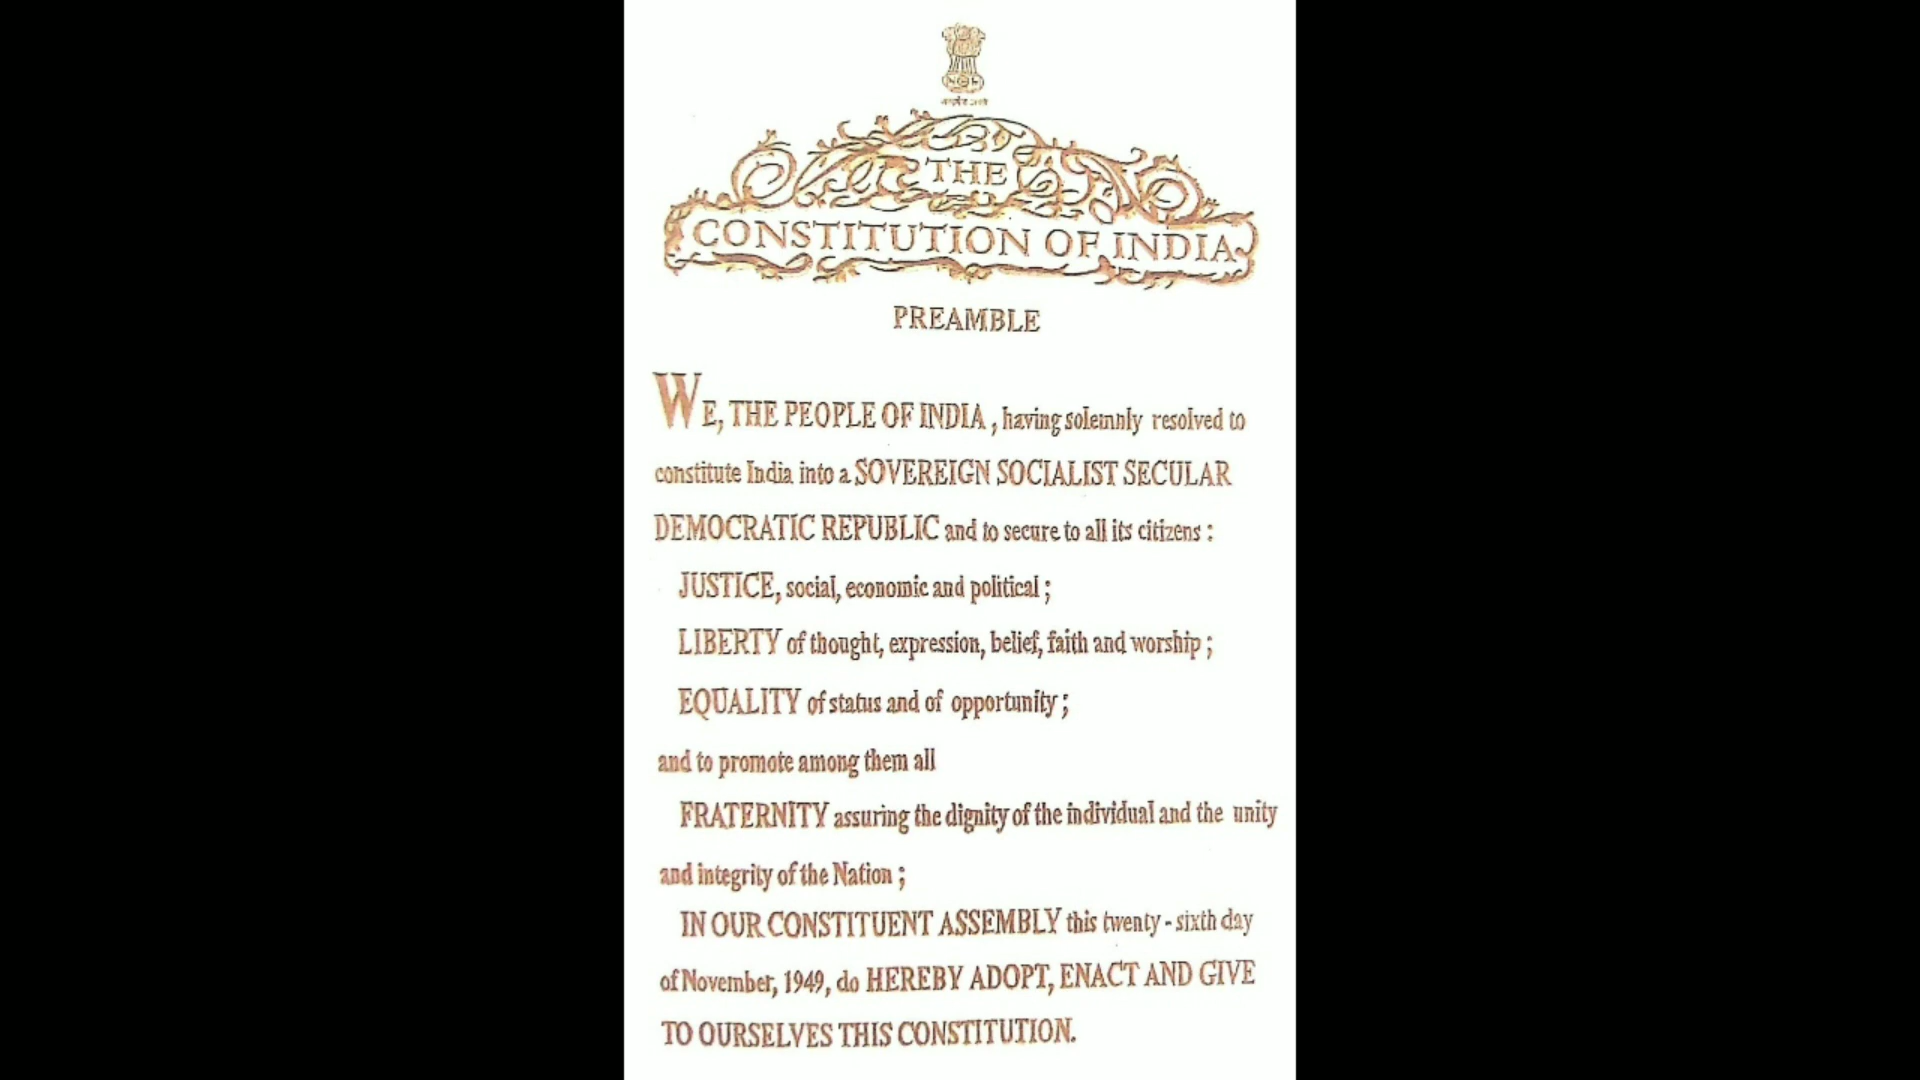 THE
CONSTITUTION OF INDIA
PREAMBLE
WE, THE PEOPLE OF INDIA, having solemnly resolved to
constitute India into a SOVEREIGN SOCIALIST SECULAR
DEMOCRATIC REPUBLIC and to secure to all its citizens :
JUSTICE, social, economic and political ;
LIBERTY of thought, expression, belief, faith and worship ;
EQUALITY of status and of opportunity ;
and to promote among them all
FRATERNITY assuring the dignity of the individual and the unity
and integrity of the Nation ;
IN OUR CONSTITUENT ASSEMBLY this twenty - sixth day
of November, 1949, do HEREBY ADOPT, ENACT AND GIVE
TO OURSELVES THIS CONSTITUTION.